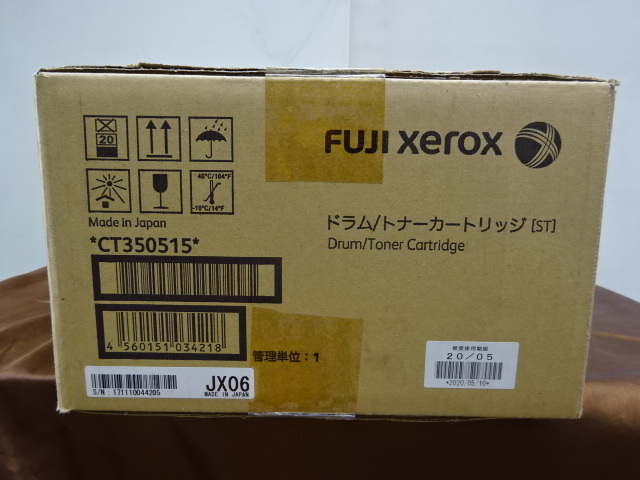 20
FUJI xerox
40°C/104°F
-10°C/14°F
Made in Japan
ドラム/トナーカートリッジ [ST]
Drum/Toner Cartridge
*CT350515*
4 560151 034218
管理単位：1
20/05
*2020/05/10*
JX06
MADE IN JAPAN
S/N : 171110044205